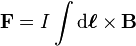 F = I ∫ dℓ × B